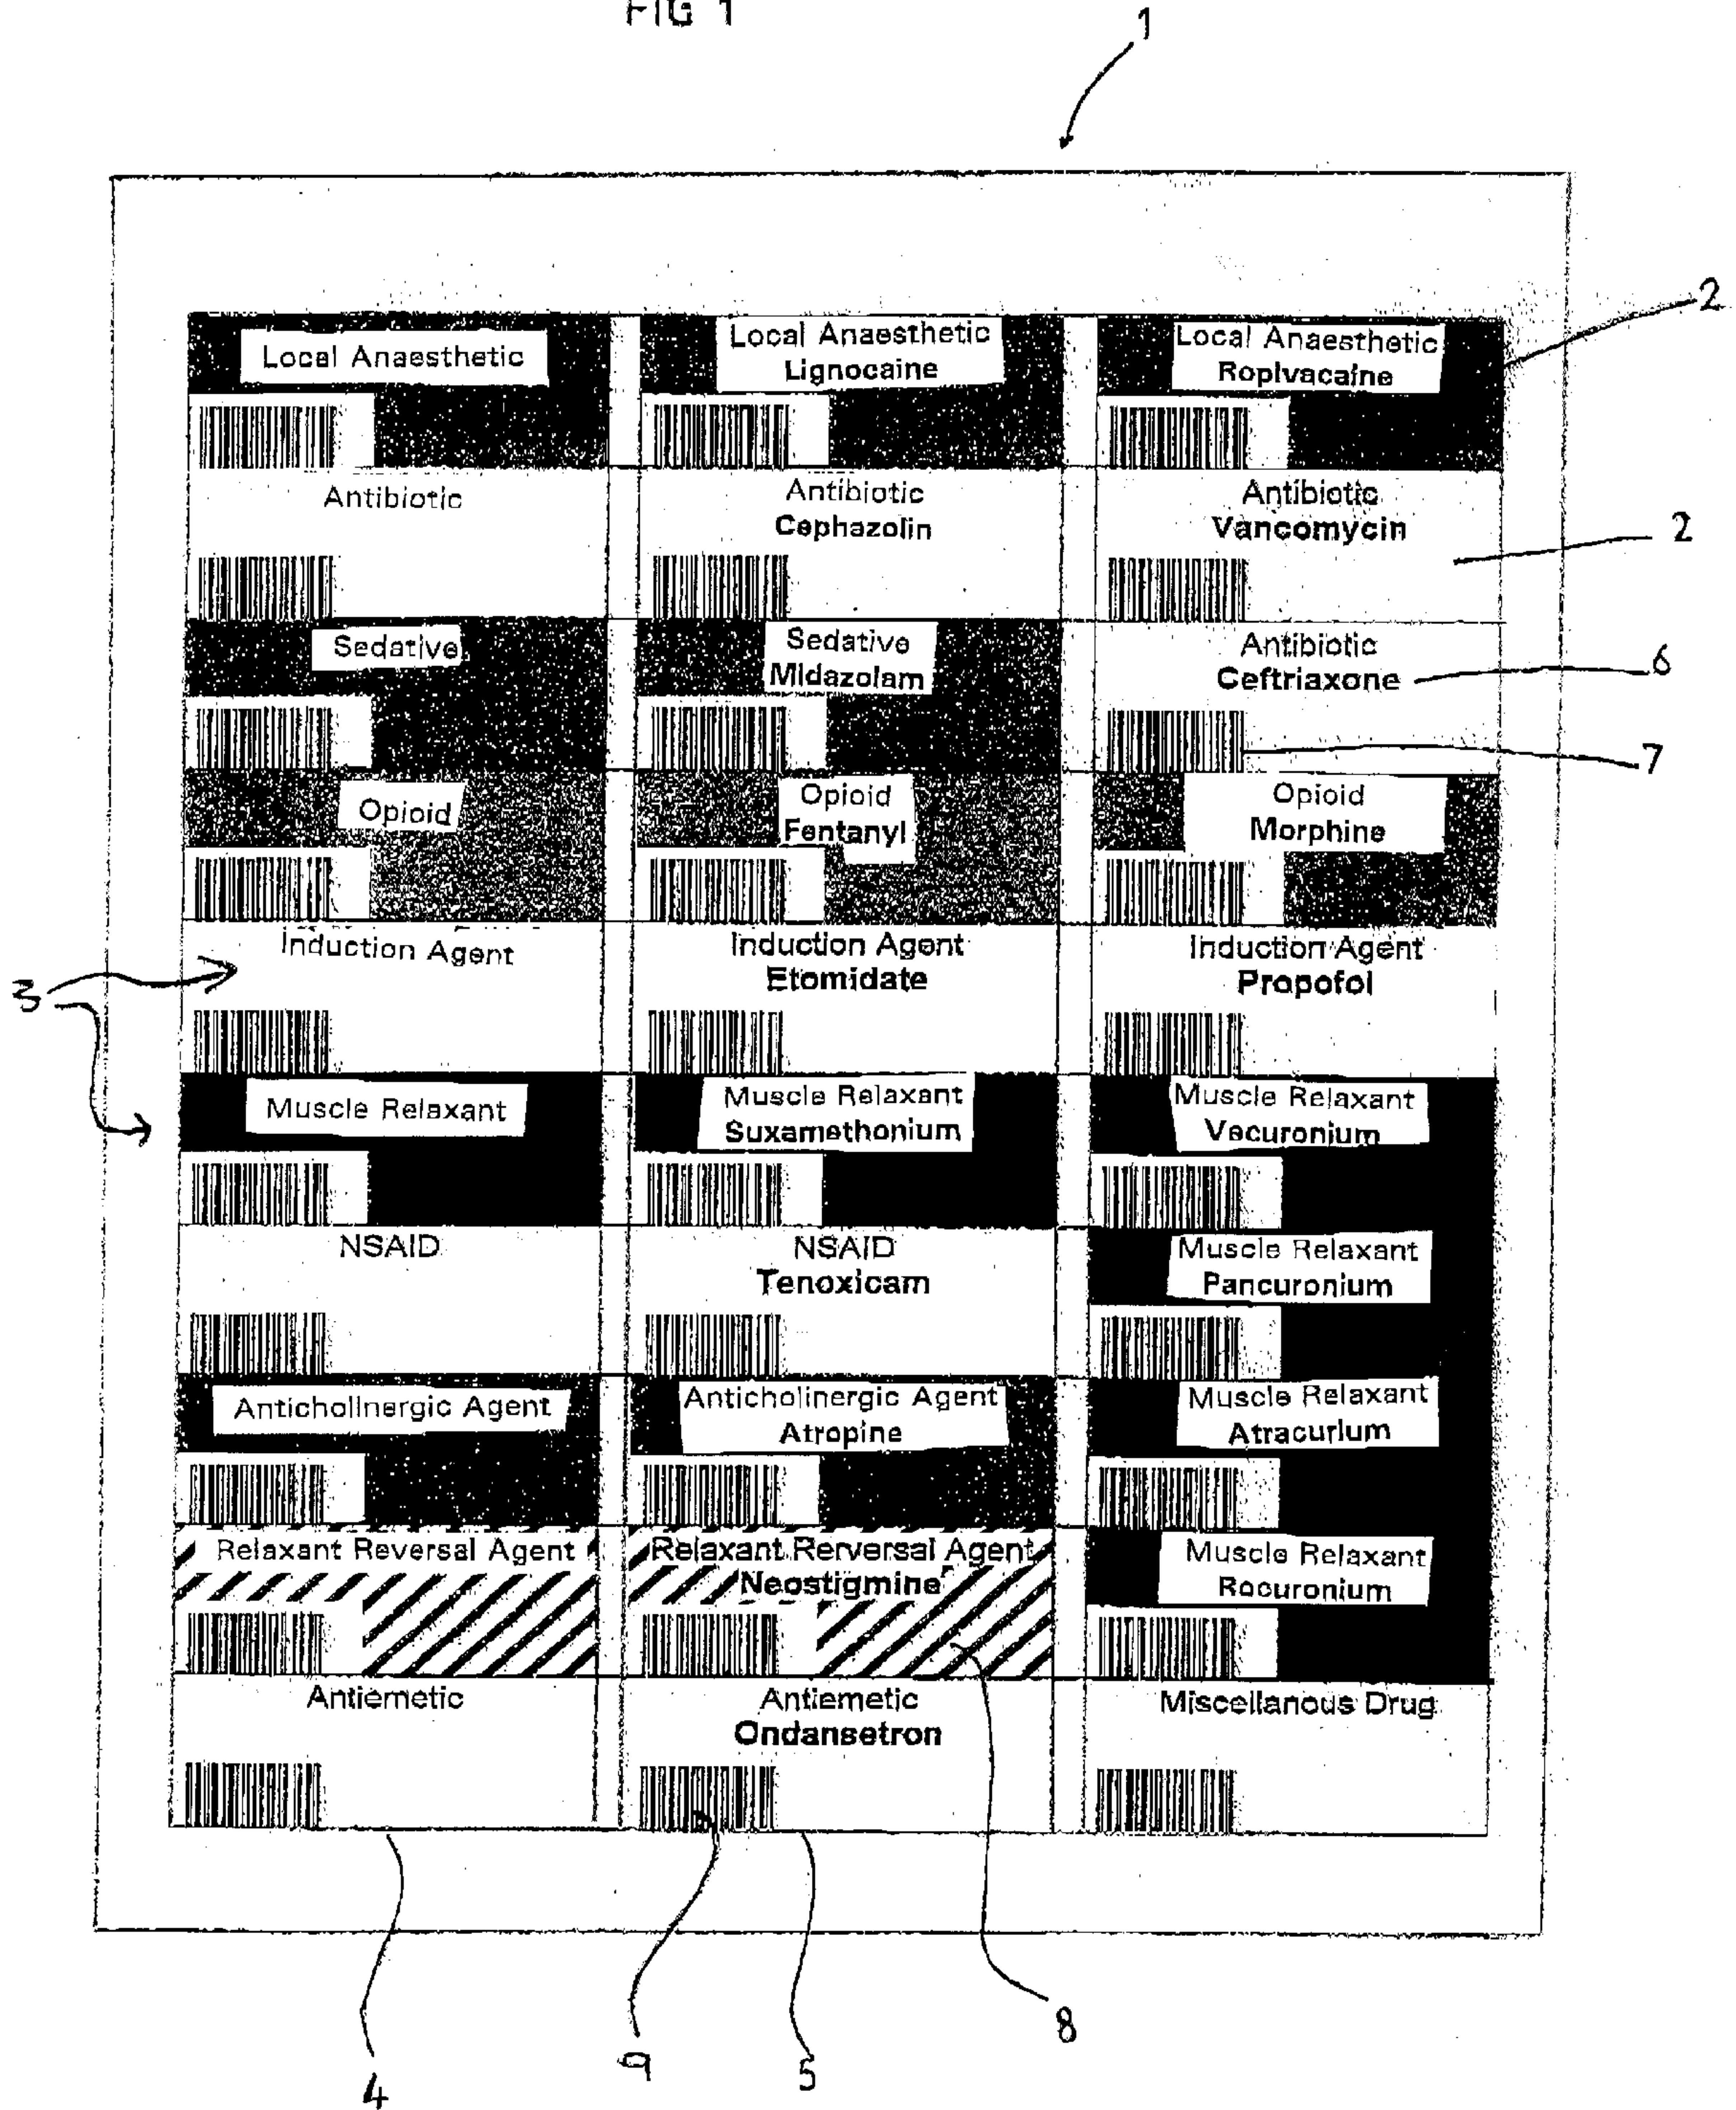 FIG 1
1
Local Anaesthetic
Local Anaesthetic
Lignocaine
Local Anaesthetic
Ropivacaine
2
Antibiotic
Antibiotic
Cephazolin
Antibiotic
Vancomycin
2
Sedative
Sedative
Midazolam
Antibiotic
Ceftriaxone
6
7
Opioid
Opioid
Fentanyl
Opioid
Morphine
3
Induction Agent
Induction Agent
Etomidate
Induction Agent
Propofol
Muscle Relaxant
Muscle Relaxant
Suxamethonium
Muscle Relaxant
Vecuronium
NSAID
NSAID
Tenoxicam
Muscle Relaxant
Pancuronium
Anticholinergic Agent
Anticholinergic Agent
Atropine
Muscle Relaxant
Atracurium
Relaxant Reversal Agent
Relaxant Rerversal Agent
Neostigmine
Muscle Relaxant
Rocuronium
Antiemetic
Antiemetic
Ondansetron
Miscellanous Drug
4
9
5
8